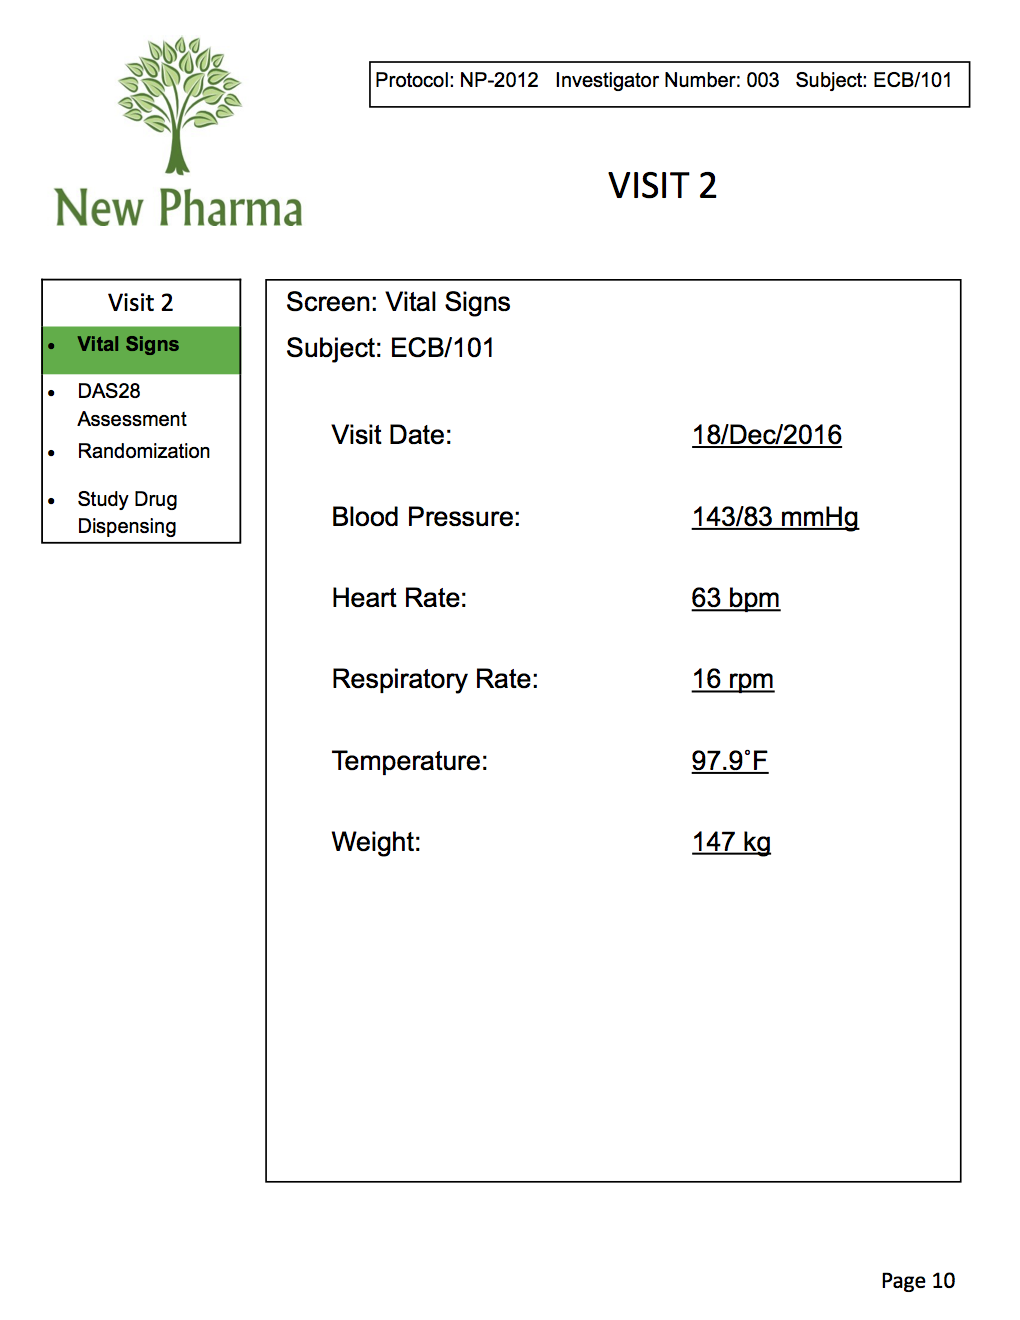 New Pharma
Protocol: NP-2012   Investigator Number: 003   Subject: ECB/101
VISIT 2
Visit 2
• Vital Signs
• DAS28
Assessment
• Randomization
• Study Drug
Dispensing
Screen: Vital Signs
Subject: ECB/101
Visit Date: 18/Dec/2016
Blood Pressure: 143/83 mmHg
Heart Rate: 63 bpm
Respiratory Rate: 16 rpm
Temperature: 97.9˚F
Weight: 147 kg
Page 10